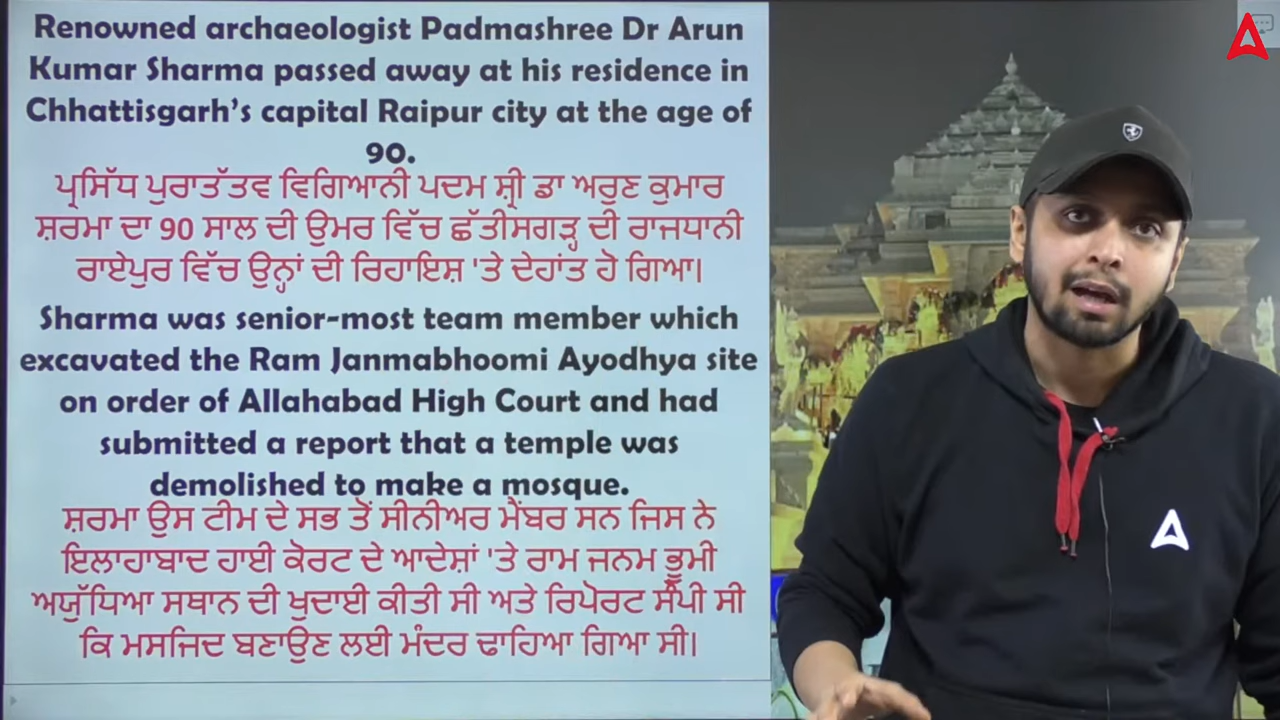 Renowned archaeologist Padmashree Dr Arun
Kumar Sharma passed away at his residence in
Chhattisgarh's capital Raipur city at the age of
90.
ਪ੍ਰਸਿੱਧ ਪੁਰਾਤੱਤਵ ਵਿਗਿਆਨੀ ਪਦਮ ਸ਼੍ਰੀ ਡਾ ਅਰੁਣ ਕੁਮਾਰ
ਸ਼ਰਮਾ ਦਾ 90 ਸਾਲ ਦੀ ਉਮਰ ਵਿੱਚ ਛੱਤੀਸਗੜ੍ਹ ਦੀ ਰਾਜਧਾਨੀ
ਰਾਏਪੁਰ ਵਿੱਚ ਉਨ੍ਹਾਂ ਦੀ ਰਿਹਾਇਸ਼ 'ਤੇ ਦੇਹਾਂਤ ਹੋ ਗਿਆ।
Sharma was senior-most team member which
excavated the Ram Janmabhoomi Ayodhya site
on order of Allahabad High Court and had
submitted a report that a temple was
demolished to make a mosque.
ਸ਼ਰਮਾ ਉਸ ਟੀਮ ਦੇ ਸਭ ਤੋਂ ਸੀਨੀਅਰ ਮੈਂਬਰ ਸਨ ਜਿਸ ਨੇ
ਇਲਾਹਾਬਾਦ ਹਾਈ ਕੋਰਟ ਦੇ ਆਦੇਸ਼ਾਂ 'ਤੇ ਰਾਮ ਜਨਮ ਭੂਮੀ
ਅਯੁੱਧਿਆ ਸਥਾਨ ਦੀ ਖੁਦਾਈ ਕੀਤੀ ਸੀ ਅਤੇ ਰਿਪੋਰਟ ਸੌਂਪੀ ਸੀ
ਕਿ ਮਸਜਿਦ ਬਣਾਉਣ ਲਈ ਮੰਦਰ ਢਾਹਿਆ ਗਿਆ ਸੀ।